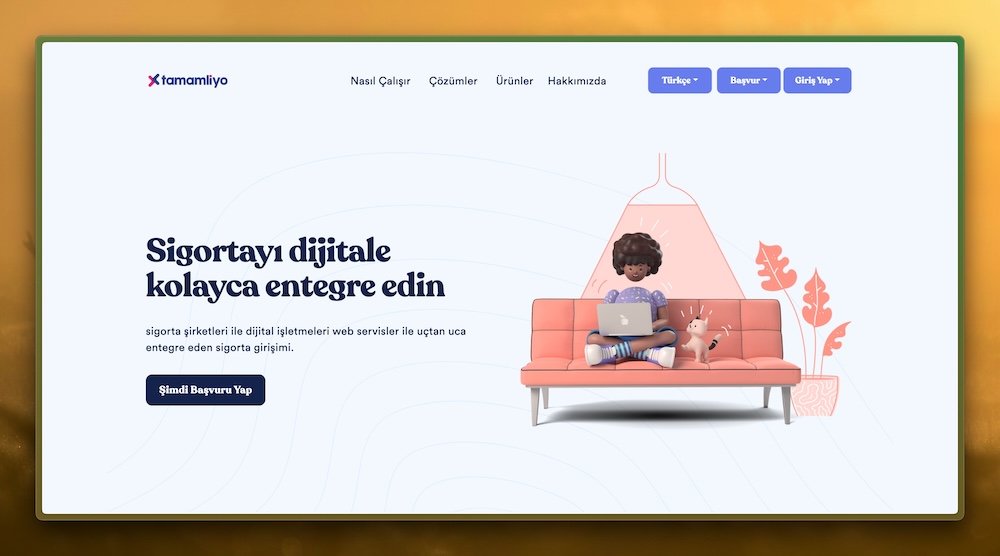 tamamliyo
Nasıl Çalışır
Çözümler
Ürünler
Hakkımızda
Türkçe
Başvur
Giriş Yap
Sigortayı dijitale
kolayca entegre edin
sigorta şirketleri ile dijital işletmeleri web servisler ile uçtan uca
entegre eden sigorta girişimi.
Şimdi Başvuru Yap